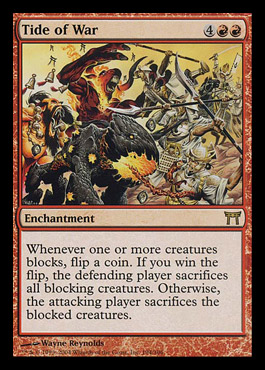 Tide of War 4
Enchantment
Whenever one or more creatures
blocks, flip a coin. If you win the
flip, the defending player sacrifices
all blocking creatures. Otherwise,
the attacking player sacrifices the
blocked creatures.
Wayne Reynolds